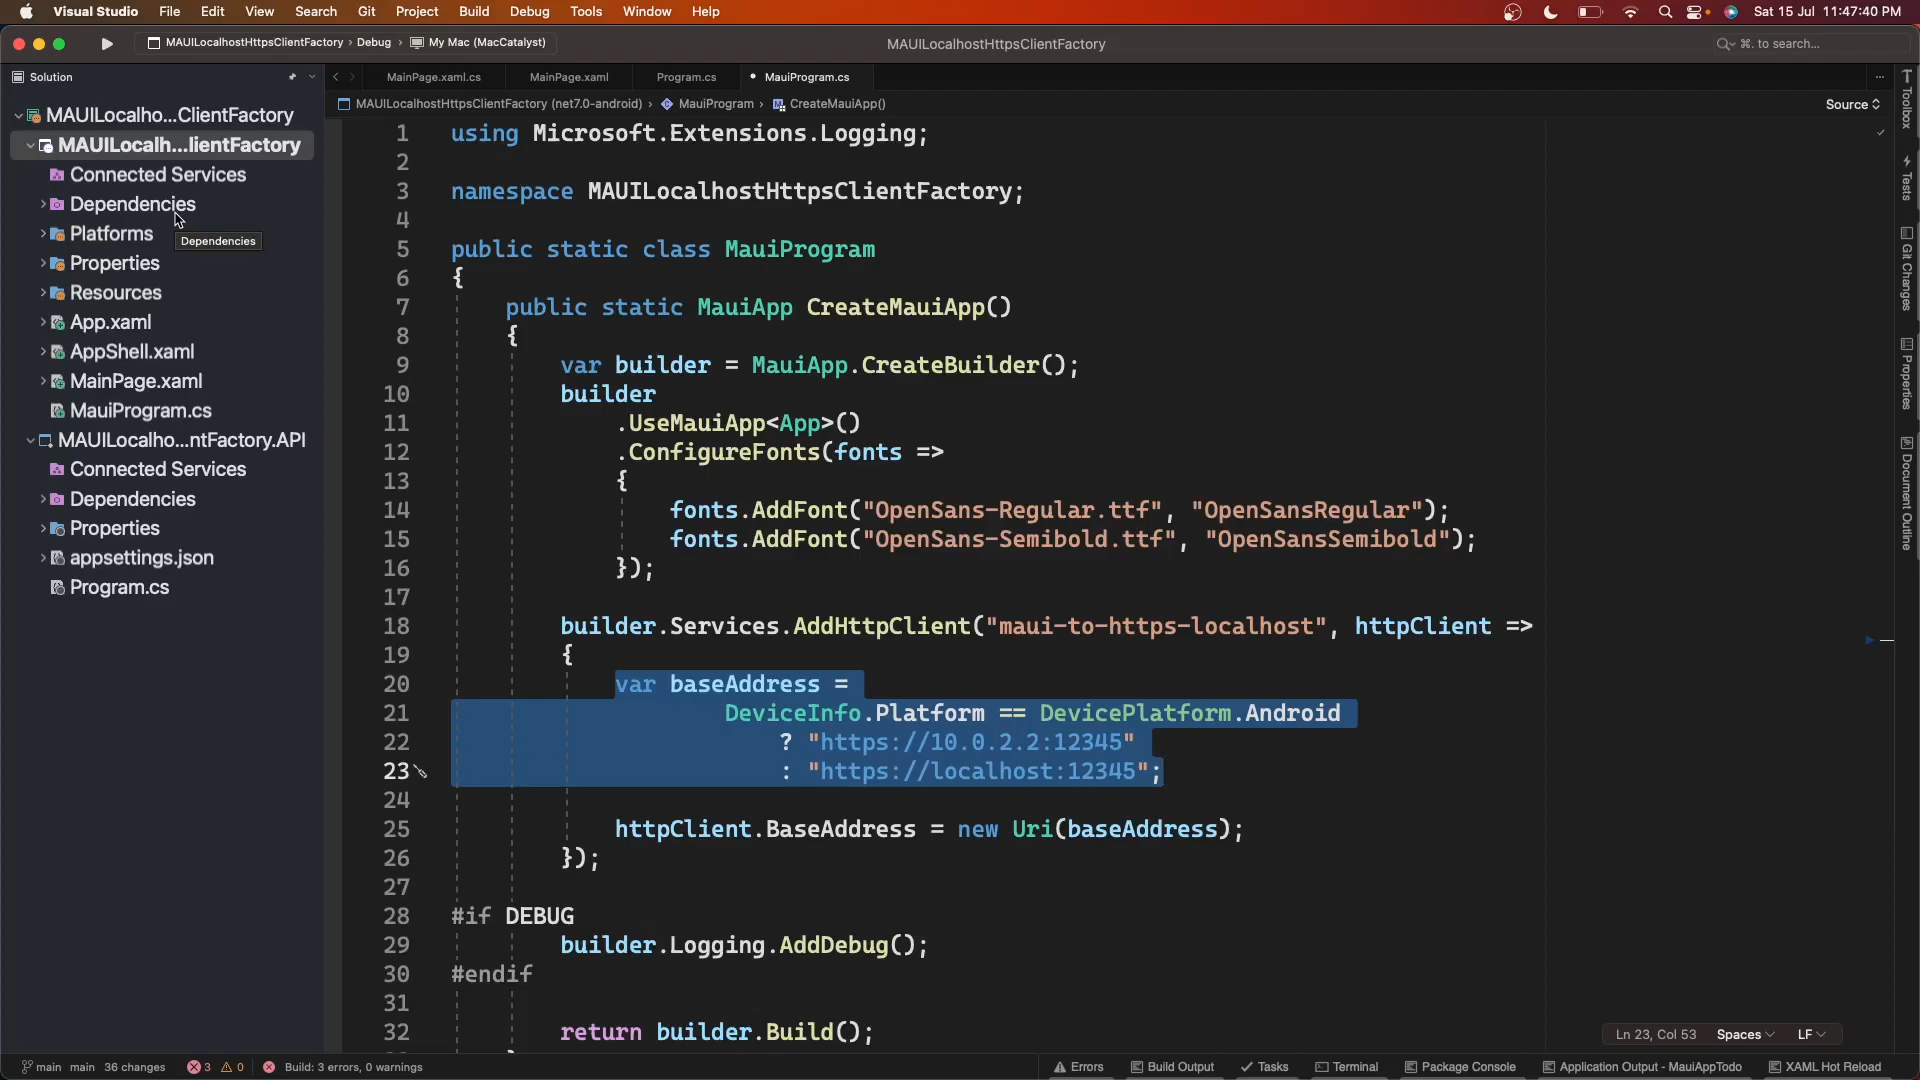 Visual Studio File Edit View Search Git Project Build Debug Tools Window Help Sat 15 Jul 11:47:40 PM
MAUILocalhostHttpsClientFactory › Debug › My Mac (MacCatalyst) MAUILocalhostHttpsClientFactory ⌘. to search...
Solution MainPage.xaml.cs MainPage.xaml Program.cs MauiProgram.cs
MAUILocalhostHttpsClientFactory (net7.0-android) › MauiProgram › CreateMauiApp() Source
MAUILocalho...ClientFactory
MAUILocalh...lientFactory
Connected Services
Dependencies
Platforms
Dependencies
Properties
Resources
App.xaml
AppShell.xaml
MainPage.xaml
MauiProgram.cs
MAUILocalho...ntFactory.API
Connected Services
Dependencies
Properties
appsettings.json
Program.cs
1 using Microsoft.Extensions.Logging;
2
3 namespace MAUILocalhostHttpsClientFactory;
4
5 public static class MauiProgram
6 {
7 public static MauiApp CreateMauiApp()
8 {
9 var builder = MauiApp.CreateBuilder();
10 builder
11 .UseMauiApp<App>()
12 .ConfigureFonts(fonts =>
13 {
14 fonts.AddFont("OpenSans-Regular.ttf", "OpenSansRegular");
15 fonts.AddFont("OpenSans-Semibold.ttf", "OpenSansSemibold");
16 });
17
18 builder.Services.AddHttpClient("maui-to-https-localhost", httpClient =>
19 {
20 var baseAddress =
21 DeviceInfo.Platform == DevicePlatform.Android
22 ? "https://10.0.2.2:12345"
23 : "https://localhost:12345";
24
25 httpClient.BaseAddress = new Uri(baseAddress);
26 });
27
28 #if DEBUG
29 builder.Logging.AddDebug();
30 #endif
31
32 return builder.Build();
Toolbox
Tests
Git Changes
Properties
Document Outline
Ln 23, Col 53 Spaces LF
main main 36 changes 3 0 Build: 3 errors, 0 warnings Errors Build Output Tasks Terminal Package Console Application Output - MauiAppTodo XAML Hot Reload